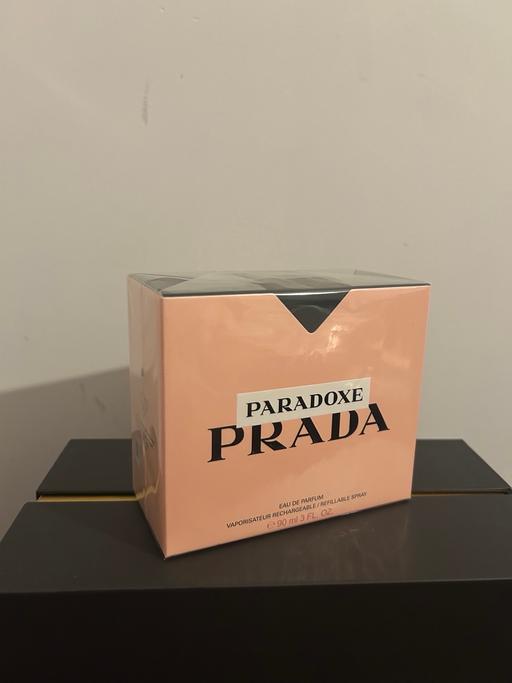 PARADOXE
PRADA
EAU DE PARFUM
VAPORISATEUR RECHARGEABLE / REFILLABLE SPRAY
℮ 90 ml 3 FL. OZ.